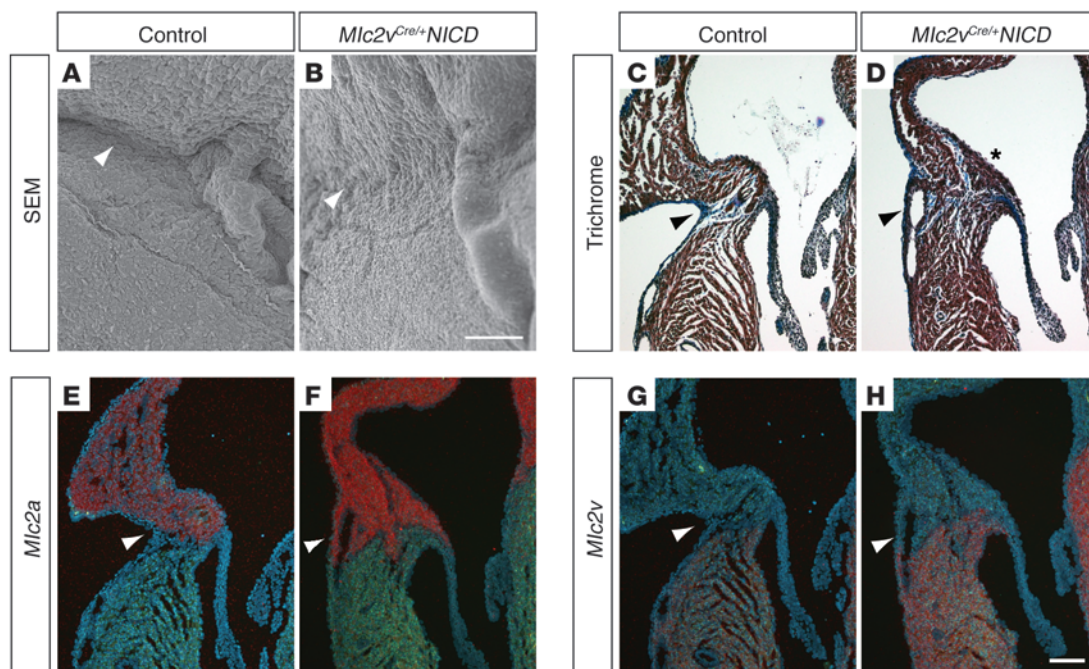 Control
Mlc2vCre/+NICD
Control
Mlc2vCre/+NICD
SEM
A
B
Trichrome
C
D
*
Mlc2a
E
F
Mlc2v
G
H